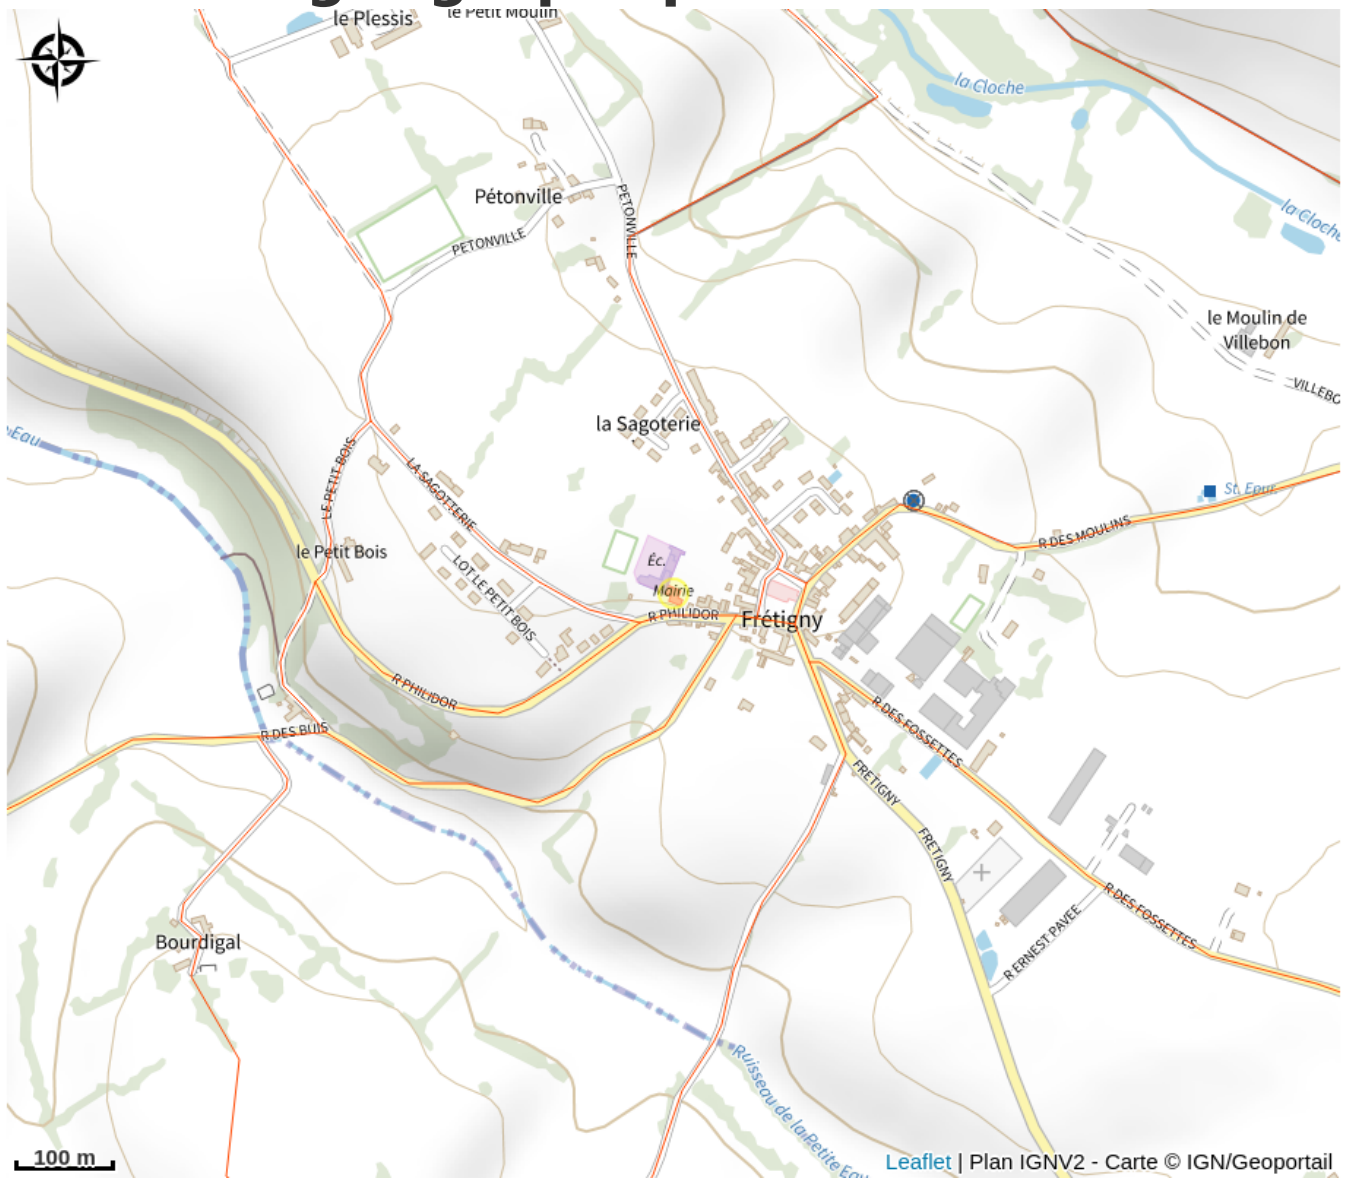 le Plessis
le Petit Moulin
la Cloche
Pétonville
PETONVILLE
la Cloche
PETONVILLE
le Moulin de
Villebon
VILLEBO
la Sagoterie
Eau
LE PETIT BOIS
LA SAGOTTERIE
St. Eput
R DES MOULINS
le Petit Bois
Éc.
LOT LE PETIT BOIS
Mairie
R PHILIDOR
Frétigny
R PHILIDOR
R DES FOSSETTES
R DES BUIS
FRETIGNY
FRETIGNY
R DES FOSSETTES
R ERNEST PAVEE
Bourdigal
Ruisseau de la Petite Eau
100 m
Leaflet | Plan IGNV2 - Carte © IGN/Geoportail